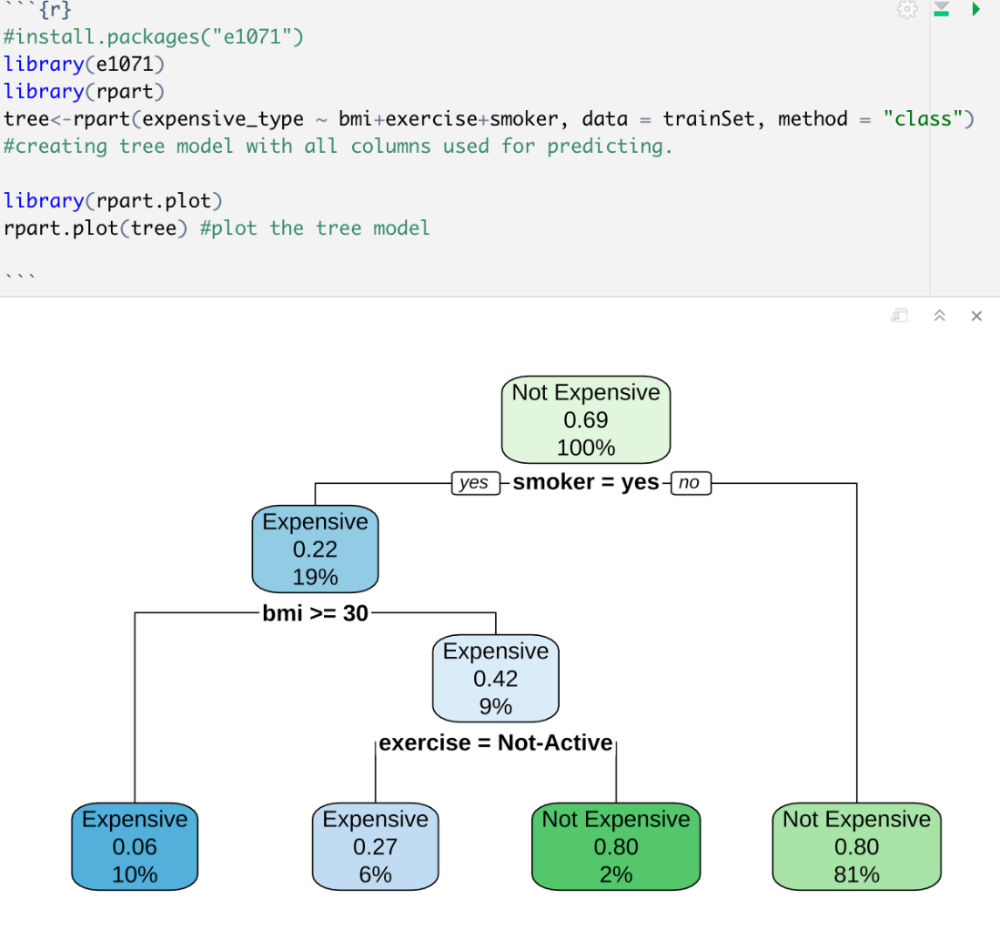 ```{r}
#install.packages("e1071")
library(e1071)
library(rpart)
tree<-rpart(expensive_type ~ bmi+exercise+smoker, data = trainSet, method = "class")
#creating tree model with all columns used for predicting.
library(rpart.plot)
rpart.plot(tree) #plot the tree model
```
Not Expensive
0.69
100%
yes smoker = yes no
Expensive
0.22
19%
bmi >= 30
Expensive
0.42
9%
exercise = Not-Active
Expensive
0.06
10%
Expensive
0.27
6%
Not Expensive
0.80
2%
Not Expensive
0.80
81%